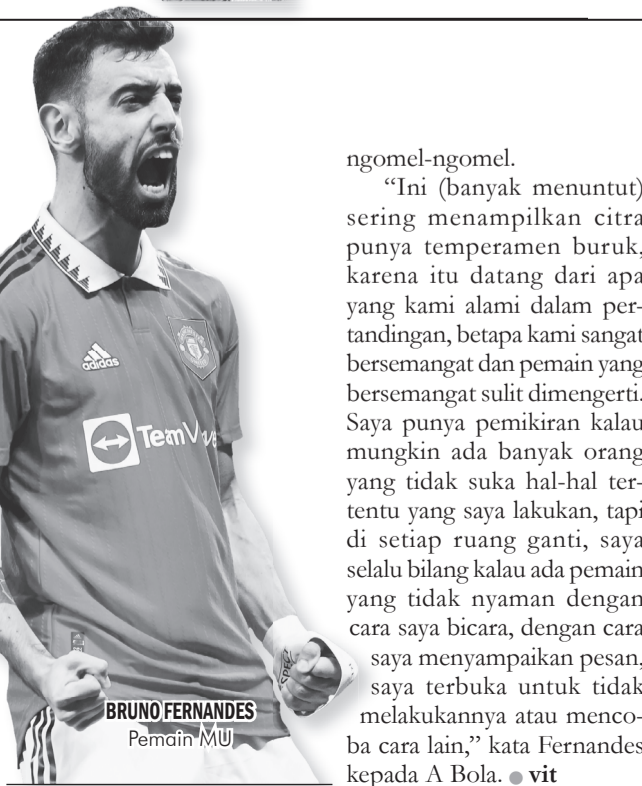 ngomel-ngomel.
“Ini (banyak menuntut)
sering menampilkan citra
punya temperamen buruk,
karena itu datang dari apa
yang kami alami dalam per-
tandingan, betapa kami sangat
bersemangat dan pemain yang
bersemangat sulit dimengerti.
Saya punya pemikiran kalau
mungkin ada banyak orang
yang tidak suka hal-hal ter-
tentu yang saya lakukan, tapi
di setiap ruang ganti, saya
selalu bilang kalau ada pemain
yang tidak nyaman dengan
cara saya bicara, dengan cara
saya menyampaikan pesan,
saya terbuka untuk tidak
melakukannya atau menco-
ba cara lain,” kata Fernandes
kepada A Bola. ● vit
adidas
BRUNO FERNANDES
Pemain MU